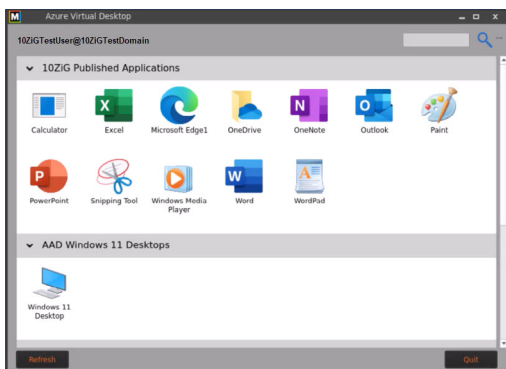 Azure Virtual Desktop
10ZiGTestUser@10ZiGTestDomain
10ZiG Published Applications
Calculator
Excel
Microsoft Edge1
OneDrive
OneNote
Outlook
Paint
PowerPoint
Snipping Tool
Windows Media
Player
Word
WordPad
AAD Windows 11 Desktops
Windows 11
Desktop
Refresh
Quit